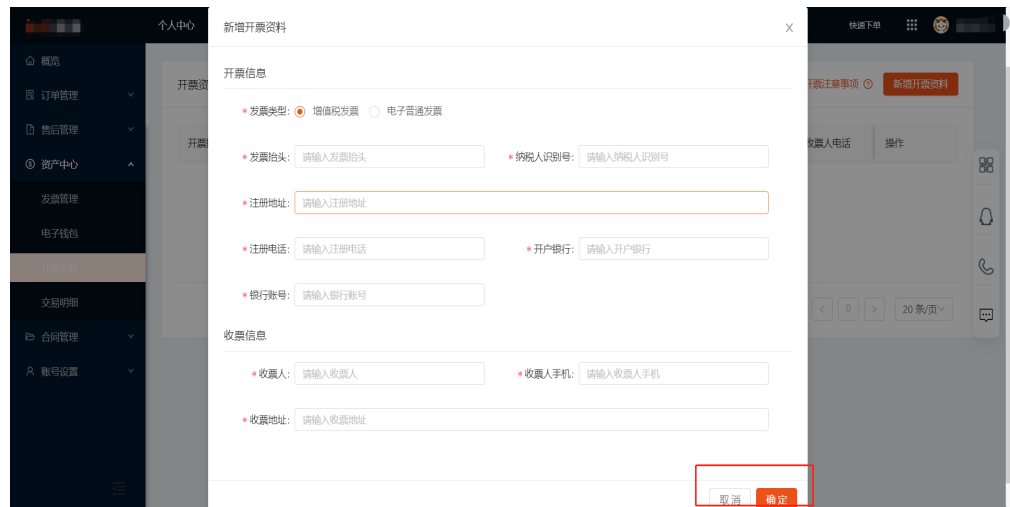 个人中心
新增开票资料
X
快速下单
概览
订单管理
售后管理
资产中心
发票管理
电子钱包
开票资料
交易明细
合同管理
账号设置
开票资
开票注意事项
新增开票资料
开票
收票人电话
操作
开票信息
* 发票类型: 增值税发票 电子普通发票
* 发票抬头: 请输入发票抬头 * 纳税人识别号: 请输入纳税人识别号
* 注册地址: 请输入注册地址
* 注册电话: 请输入注册电话 * 开户银行: 请输入开户银行
* 银行账号: 请输入银行账号
收票信息
* 收票人: 请输入收票人 * 收票人手机: 请输入收票人手机
* 收票地址: 请输入收票地址
取消 确定
< 0 > 20 条/页